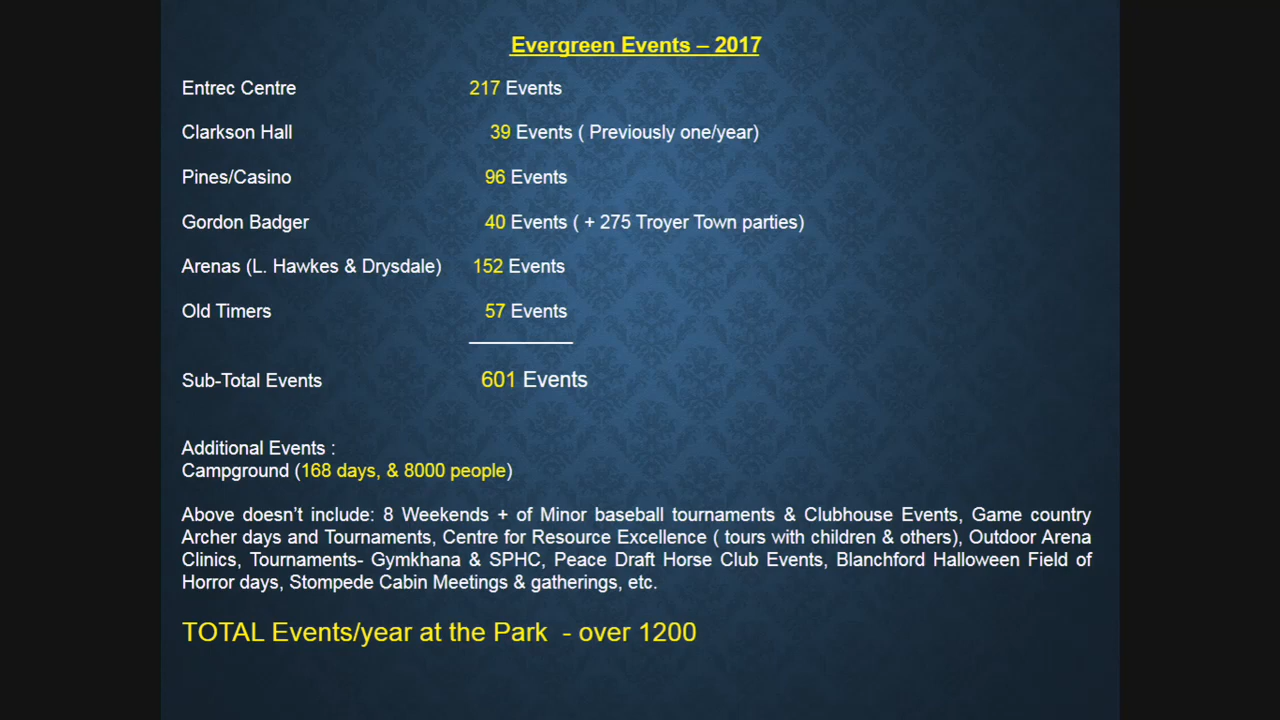 Evergreen Events – 2017
Entrec Centre 217 Events
Clarkson Hall 39 Events ( Previously one/year)
Pines/Casino 96 Events
Gordon Badger 40 Events ( + 275 Troyer Town parties)
Arenas (L. Hawkes & Drysdale) 152 Events
Old Timers 57 Events
Sub-Total Events 601 Events
Additional Events :
Campground (168 days, & 8000 people)
Above doesn’t include: 8 Weekends + of Minor baseball tournaments & Clubhouse Events, Game country
Archer days and Tournaments, Centre for Resource Excellence ( tours with children & others), Outdoor Arena
Clinics, Tournaments- Gymkhana & SPHC, Peace Draft Horse Club Events, Blanchford Halloween Field of
Horror days, Stompede Cabin Meetings & gatherings, etc.
TOTAL Events/year at the Park - over 1200